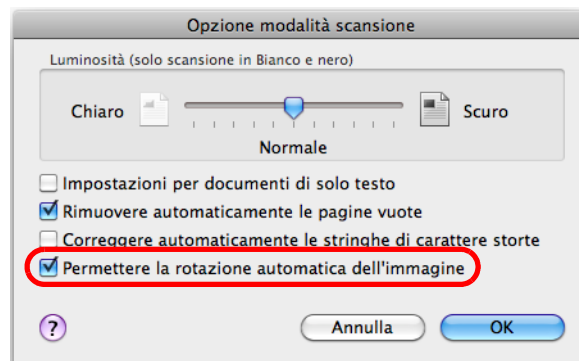 Opzione modalità scansione
Luminosità (solo scansione in Bianco e nero)
Chiaro Scuro
Normale
Impostazioni per documenti di solo testo
Rimuovere automaticamente le pagine vuote
Correggere automaticamente le stringhe di carattere storte
Permettere la rotazione automatica dell'immagine
? Annulla OK